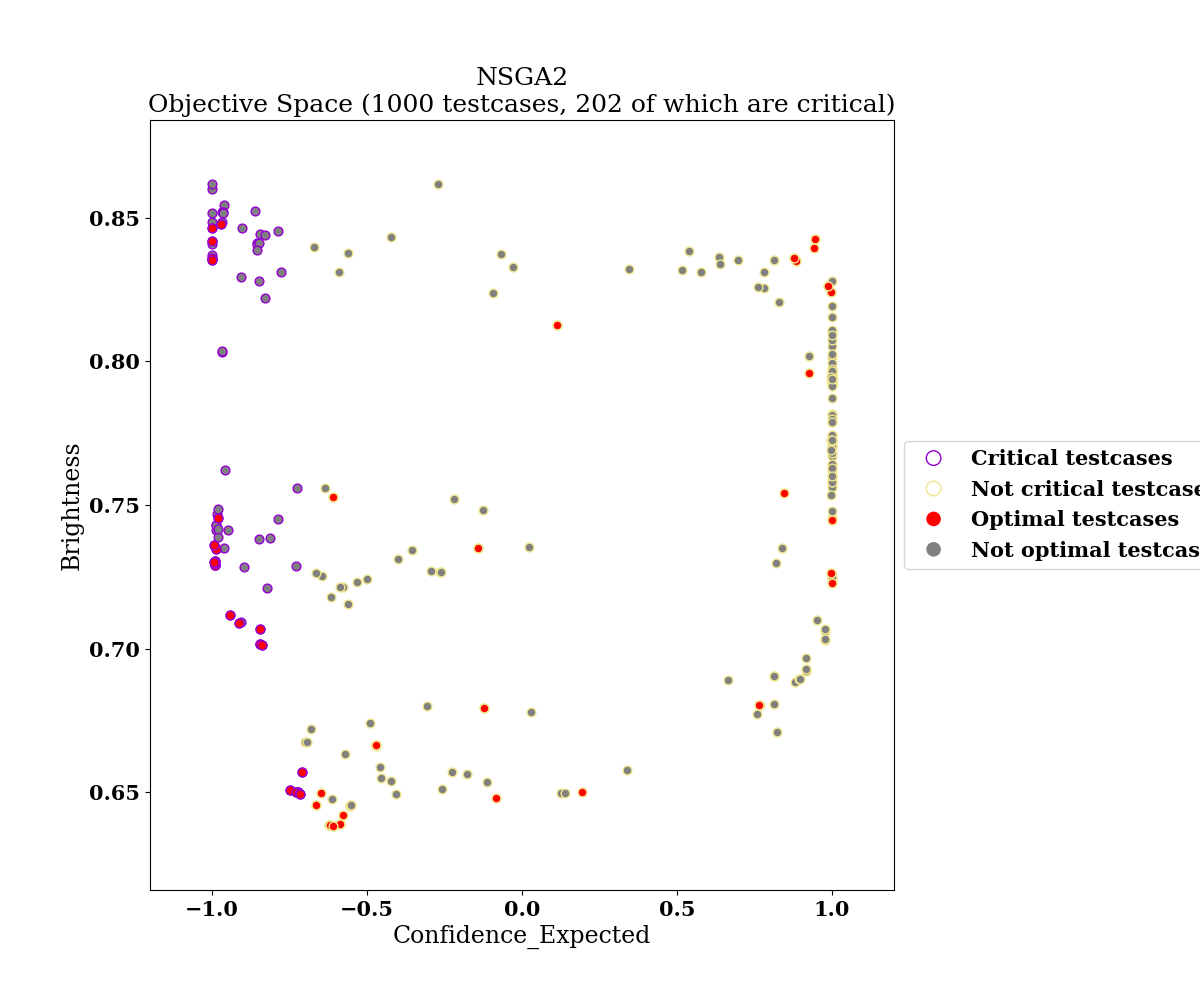 NSGA2
Objective Space (1000 testcases, 202 of which are critical)
0.85
0.80
0.75
0.70
0.65
Brightness
−1.0
−0.5
0.0
0.5
1.0
Confidence_Expected
Critical testcases
Not critical testcase
Optimal testcases
Not optimal testcas